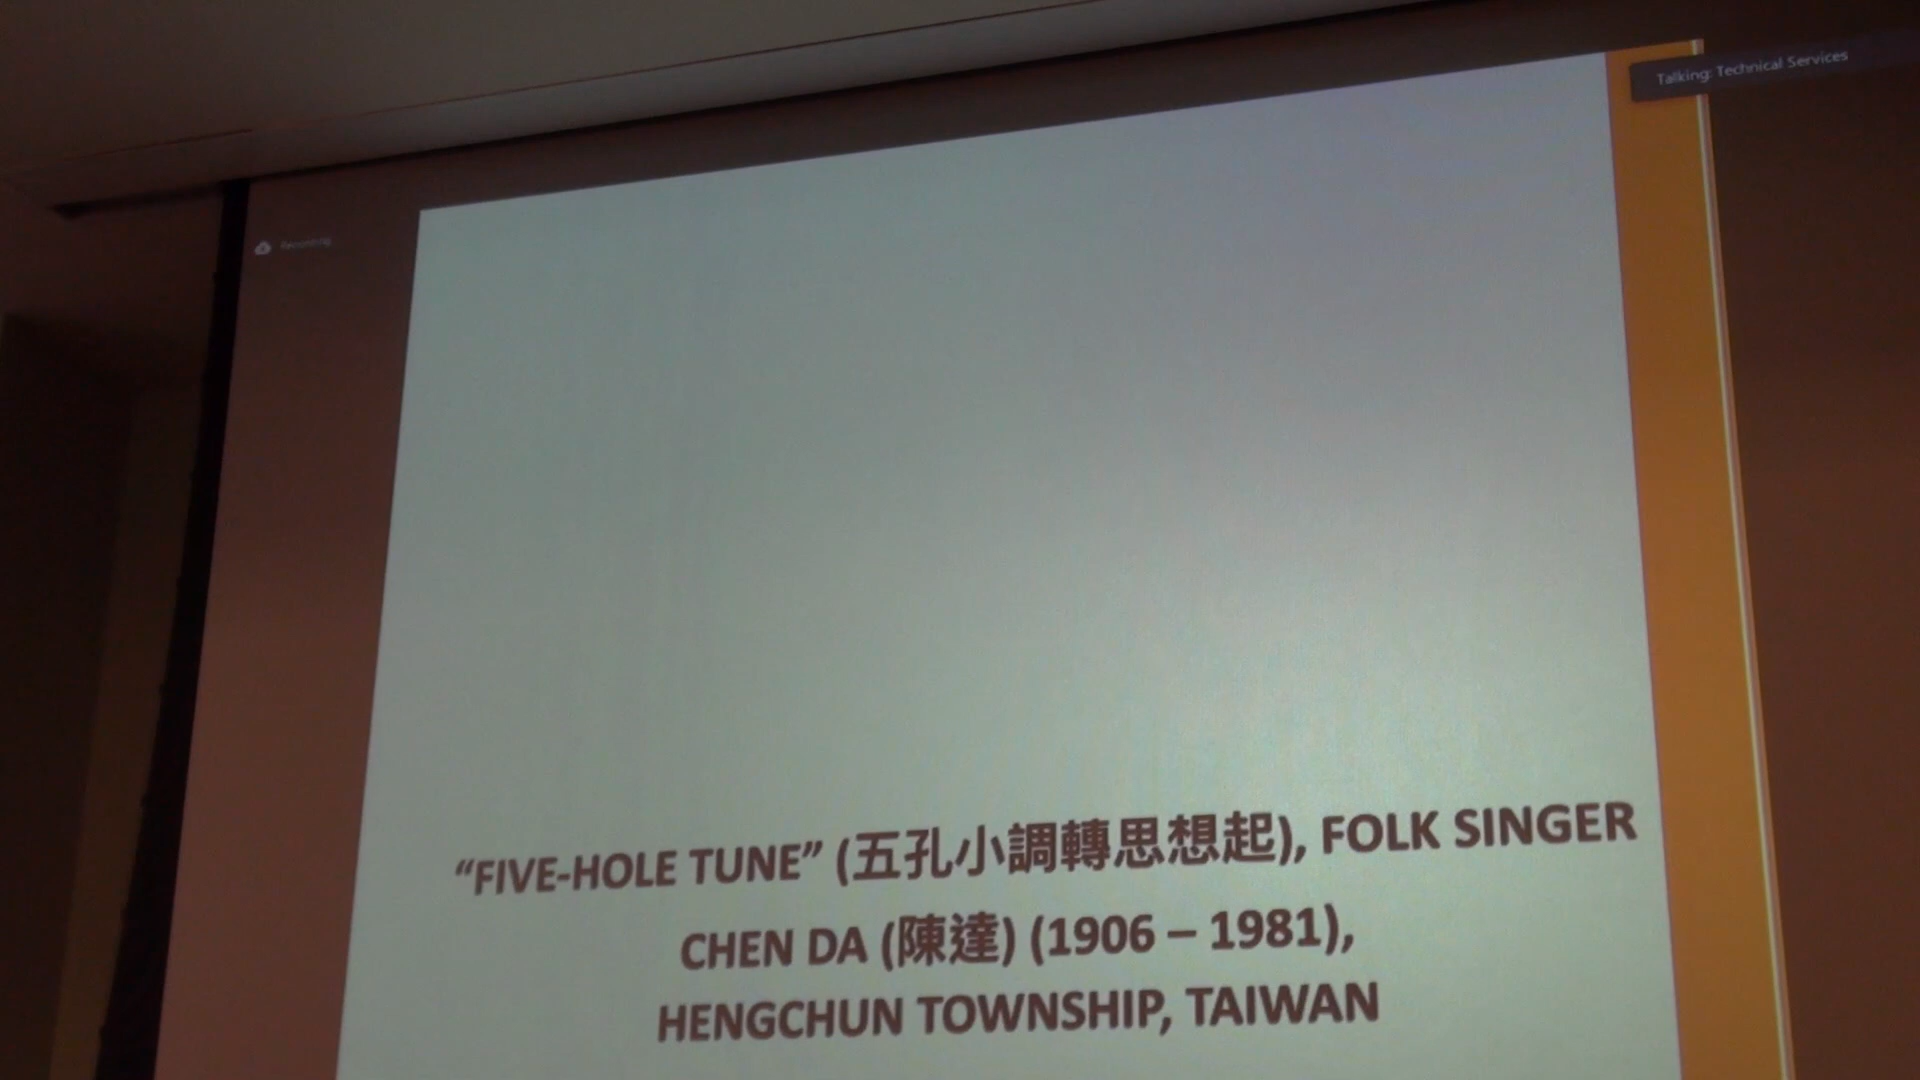 Talking: Technical Services
Recording
“FIVE-HOLE TUNE” (五孔小調轉思想起), FOLK SINGER
CHEN DA (陳達) (1906 – 1981),
HENGCHUN TOWNSHIP, TAIWAN